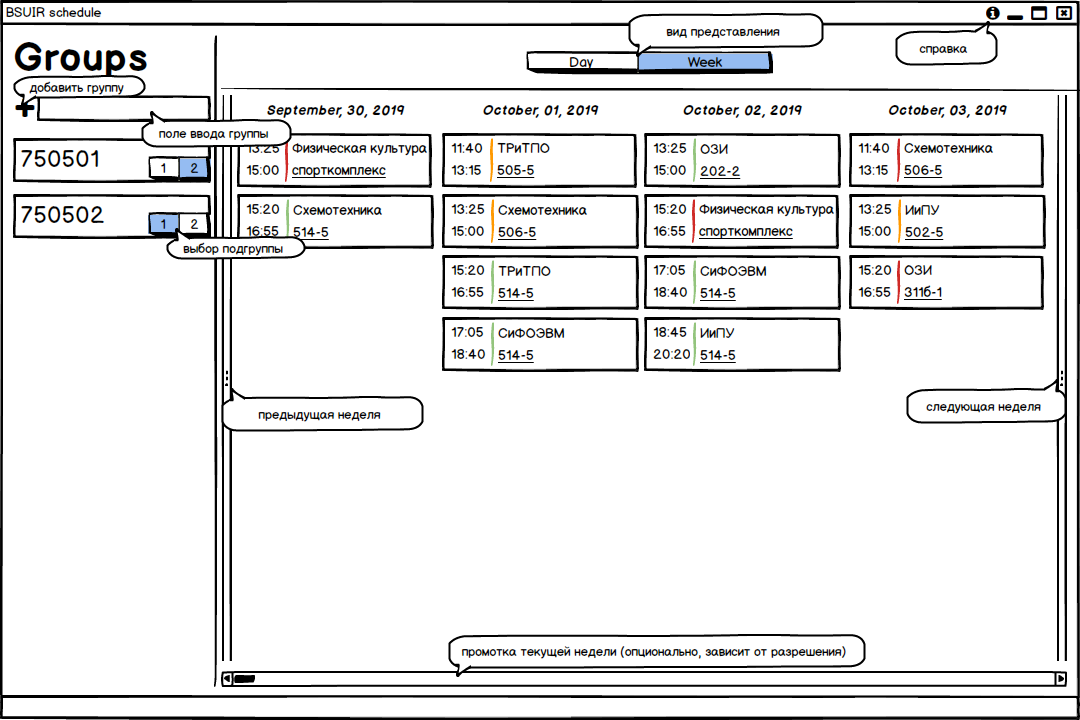 BSUIR schedule
вид представления
справка
Day
Week
Groups
добавить группу
+
поле ввода группы
750501
1
2
750502
1
2
выбор подгруппы
September, 30, 2019
13:25 Физическая культура
15:00 спорткомплекс
15:20 Схемотехника
16:55 514-5
October, 01, 2019
11:40 ТРиТПО
13:15 505-5
13:25 Схемотехника
15:00 506-5
15:20 ТРиТПО
16:55 514-5
17:05 СиФОЭВМ
18:40 514-5
October, 02, 2019
13:25 ОЗИ
15:00 202-2
15:20 Физическая культура
16:55 спорткомплекс
17:05 СиФОЭВМ
18:40 514-5
18:45 ИиПУ
20:20 514-5
October, 03, 2019
11:40 Схемотехника
13:15 506-5
13:25 ИиПУ
15:00 502-5
15:20 ОЗИ
16:55 311б-1
предыдущая неделя
следующая неделя
промотка текущей недели (опционально, зависит от разрешения)